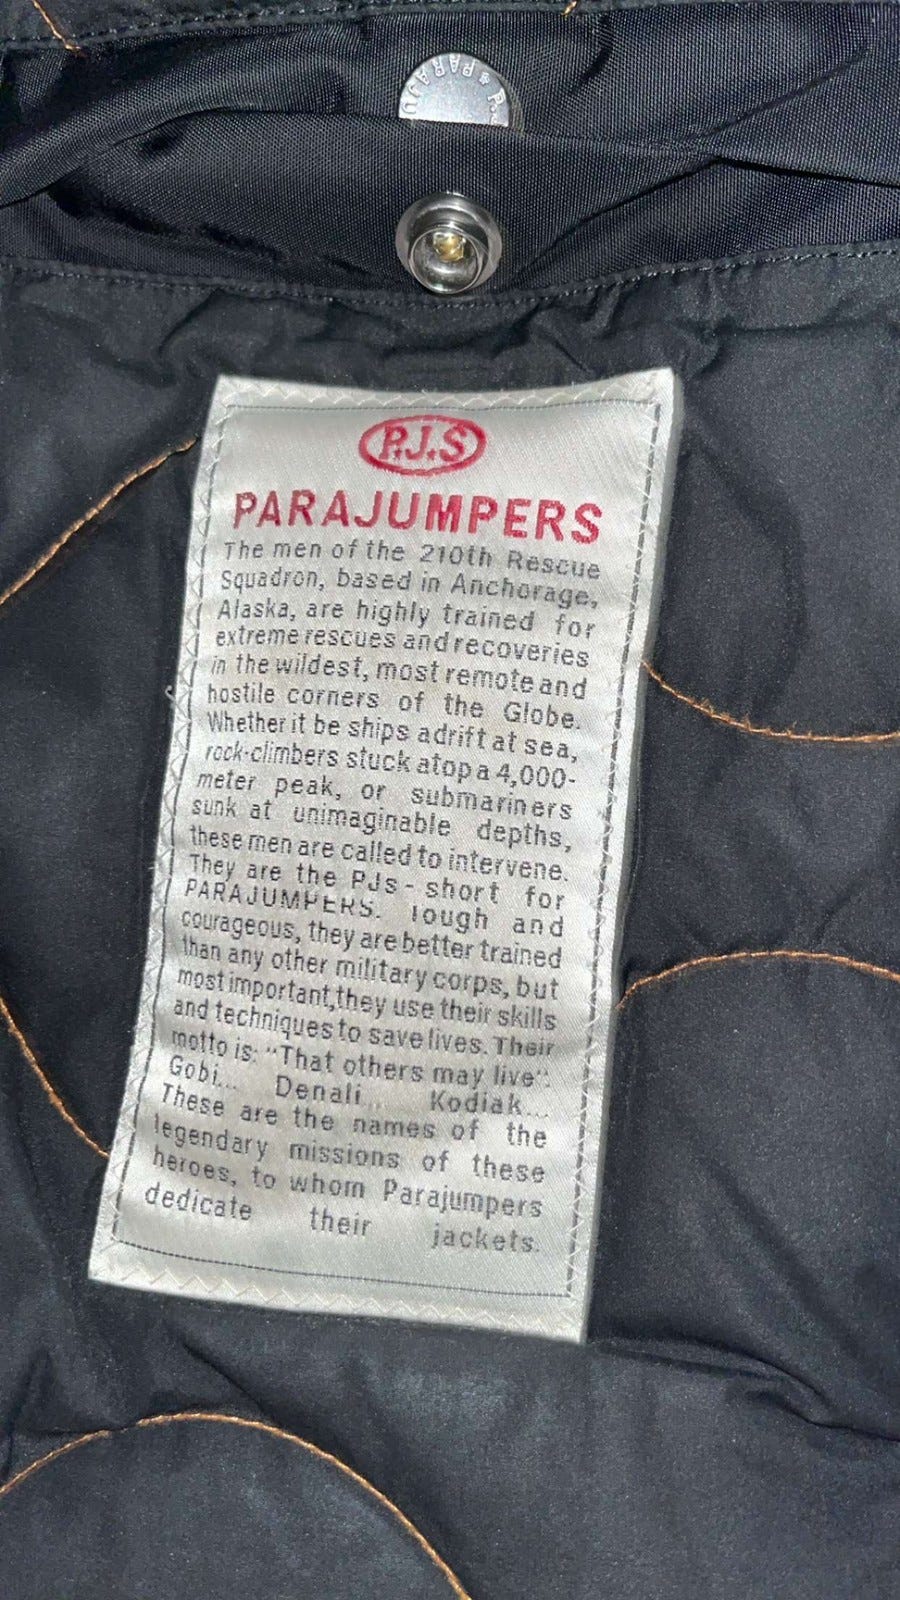 PARAJU
P.J.S
PARAJUMPERS
The men of the 210th Rescue
Squadron, based in Anchorage,
Alaska, are highly trained for
extreme rescues and recoveries
in the wildest, most remote and
hostile corners of the Globe.
Whether it be ships adrift at sea,
rock-climbers stuck atop a 4,000-
meter peak, or submariners
sunk at unimaginable depths,
these men are called to intervene.
They are the PJs - short for
PARAJUMPERS. Tough and
courageous, they are better trained
than any other military corps, but
most important, they use their skills
and techniques to save lives. Their
motto is: "That others may live".
Gobi... Denali... Kodiak...
These are the names of the
legendary missions of these
heroes, to whom Parajumpers
dedicate their jackets.